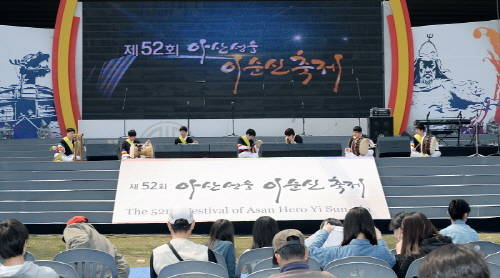 제52회 아산성웅
이순신축제
제52회 아산성웅 이순신 축제
The 52nd Festival of Asan Hero Yi Sun